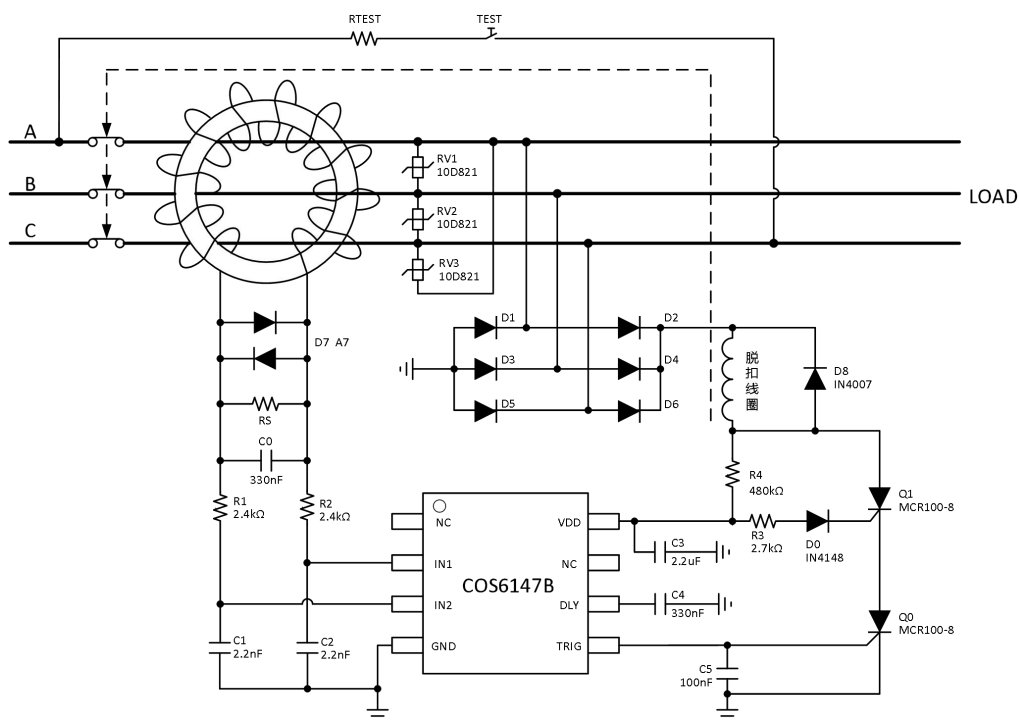 RTEST
TEST
A
B
C
LOAD
RV1
10D821
RV2
10D821
RV3
10D821
D1
D2
D3
D4
D5
D6
D7 A7
脱
扣
线
圈
D8
IN4007
RS
C0
330nF
R1
2.4kΩ
R2
2.4kΩ
R4
480kΩ
Q1
MCR100-8
R3
2.7kΩ
D0
IN4148
NC
VDD
C3
2.2uF
IN1
NC
COS6147B
IN2
DLY
C4
330nF
GND
TRIG
Q0
MCR100-8
C1
2.2nF
C2
2.2nF
C5
100nF